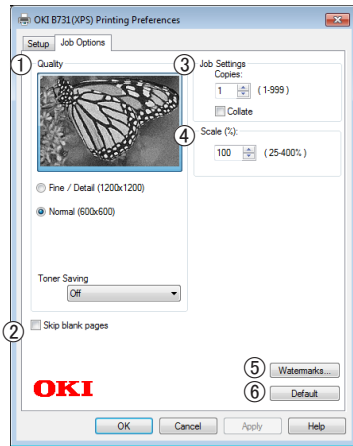 OKI B731(XPS) Printing Preferences
Setup Job Options
① Quality
③ Job Settings
Copies:
1 (1-999)
Collate
④ Scale (%):
100 (25-400%)
Fine / Detail (1200x1200)
Normal (600x600)
Toner Saving
Off
② Skip blank pages
OKI
⑤ Watermarks...
⑥ Default
OK Cancel Apply Help